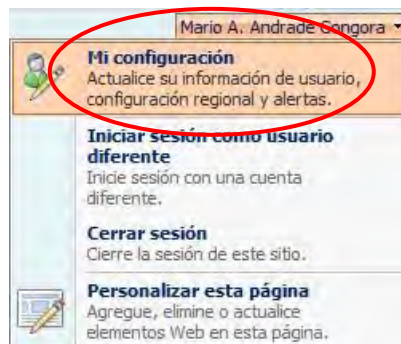 Mario A. Andrade Gongora
Mi configuración
Actualice su información de usuario,
configuración regional y alertas.
Iniciar sesión como usuario
diferente
Inicie sesión con una cuenta
diferente.
Cerrar sesión
Cierre la sesión de este sitio.
Personalizar esta página
Agregue, elimine o actualice
elementos Web en esta página.